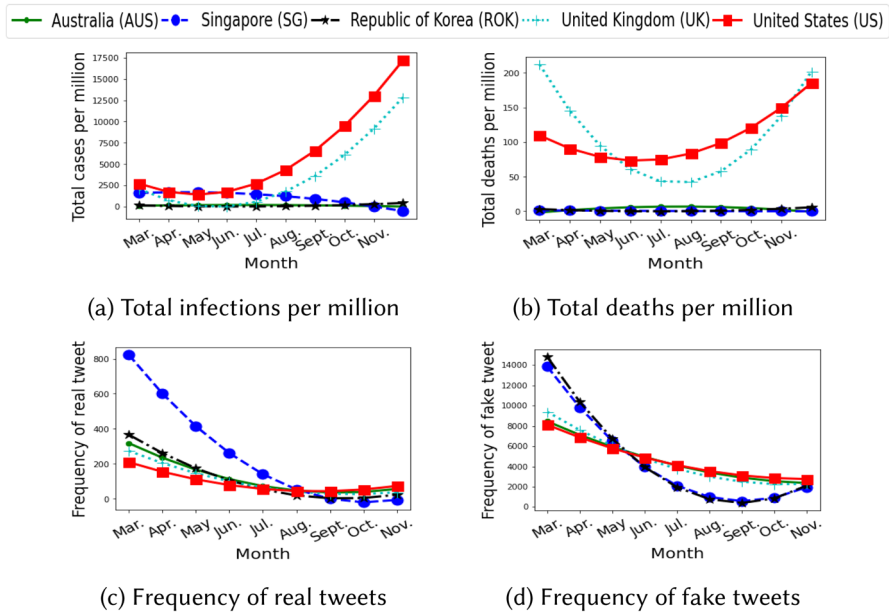 Australia (AUS) Singapore (SG) Republic of Korea (ROK) United Kingdom (UK) United States (US)
Total cases per million
17500
15000
12500
10000
7500
5000
2500
0
Mar. Apr. May Jun. Jul. Aug. Sept. Oct. Nov.
Month
(a) Total infections per million
Total deaths per million
200
150
100
50
0
Mar. Apr. May Jun. Jul. Aug. Sept. Oct. Nov.
Month
(b) Total deaths per million
Frequency of real tweet
800
600
400
200
0
Mar. Apr. May Jun. Jul. Aug. Sept. Oct. Nov.
Month
(c) Frequency of real tweets
Frequency of fake tweet
14000
12000
10000
8000
6000
4000
2000
0
Mar. Apr. May Jun. Jul. Aug. Sept. Oct. Nov.
Month
(d) Frequency of fake tweets